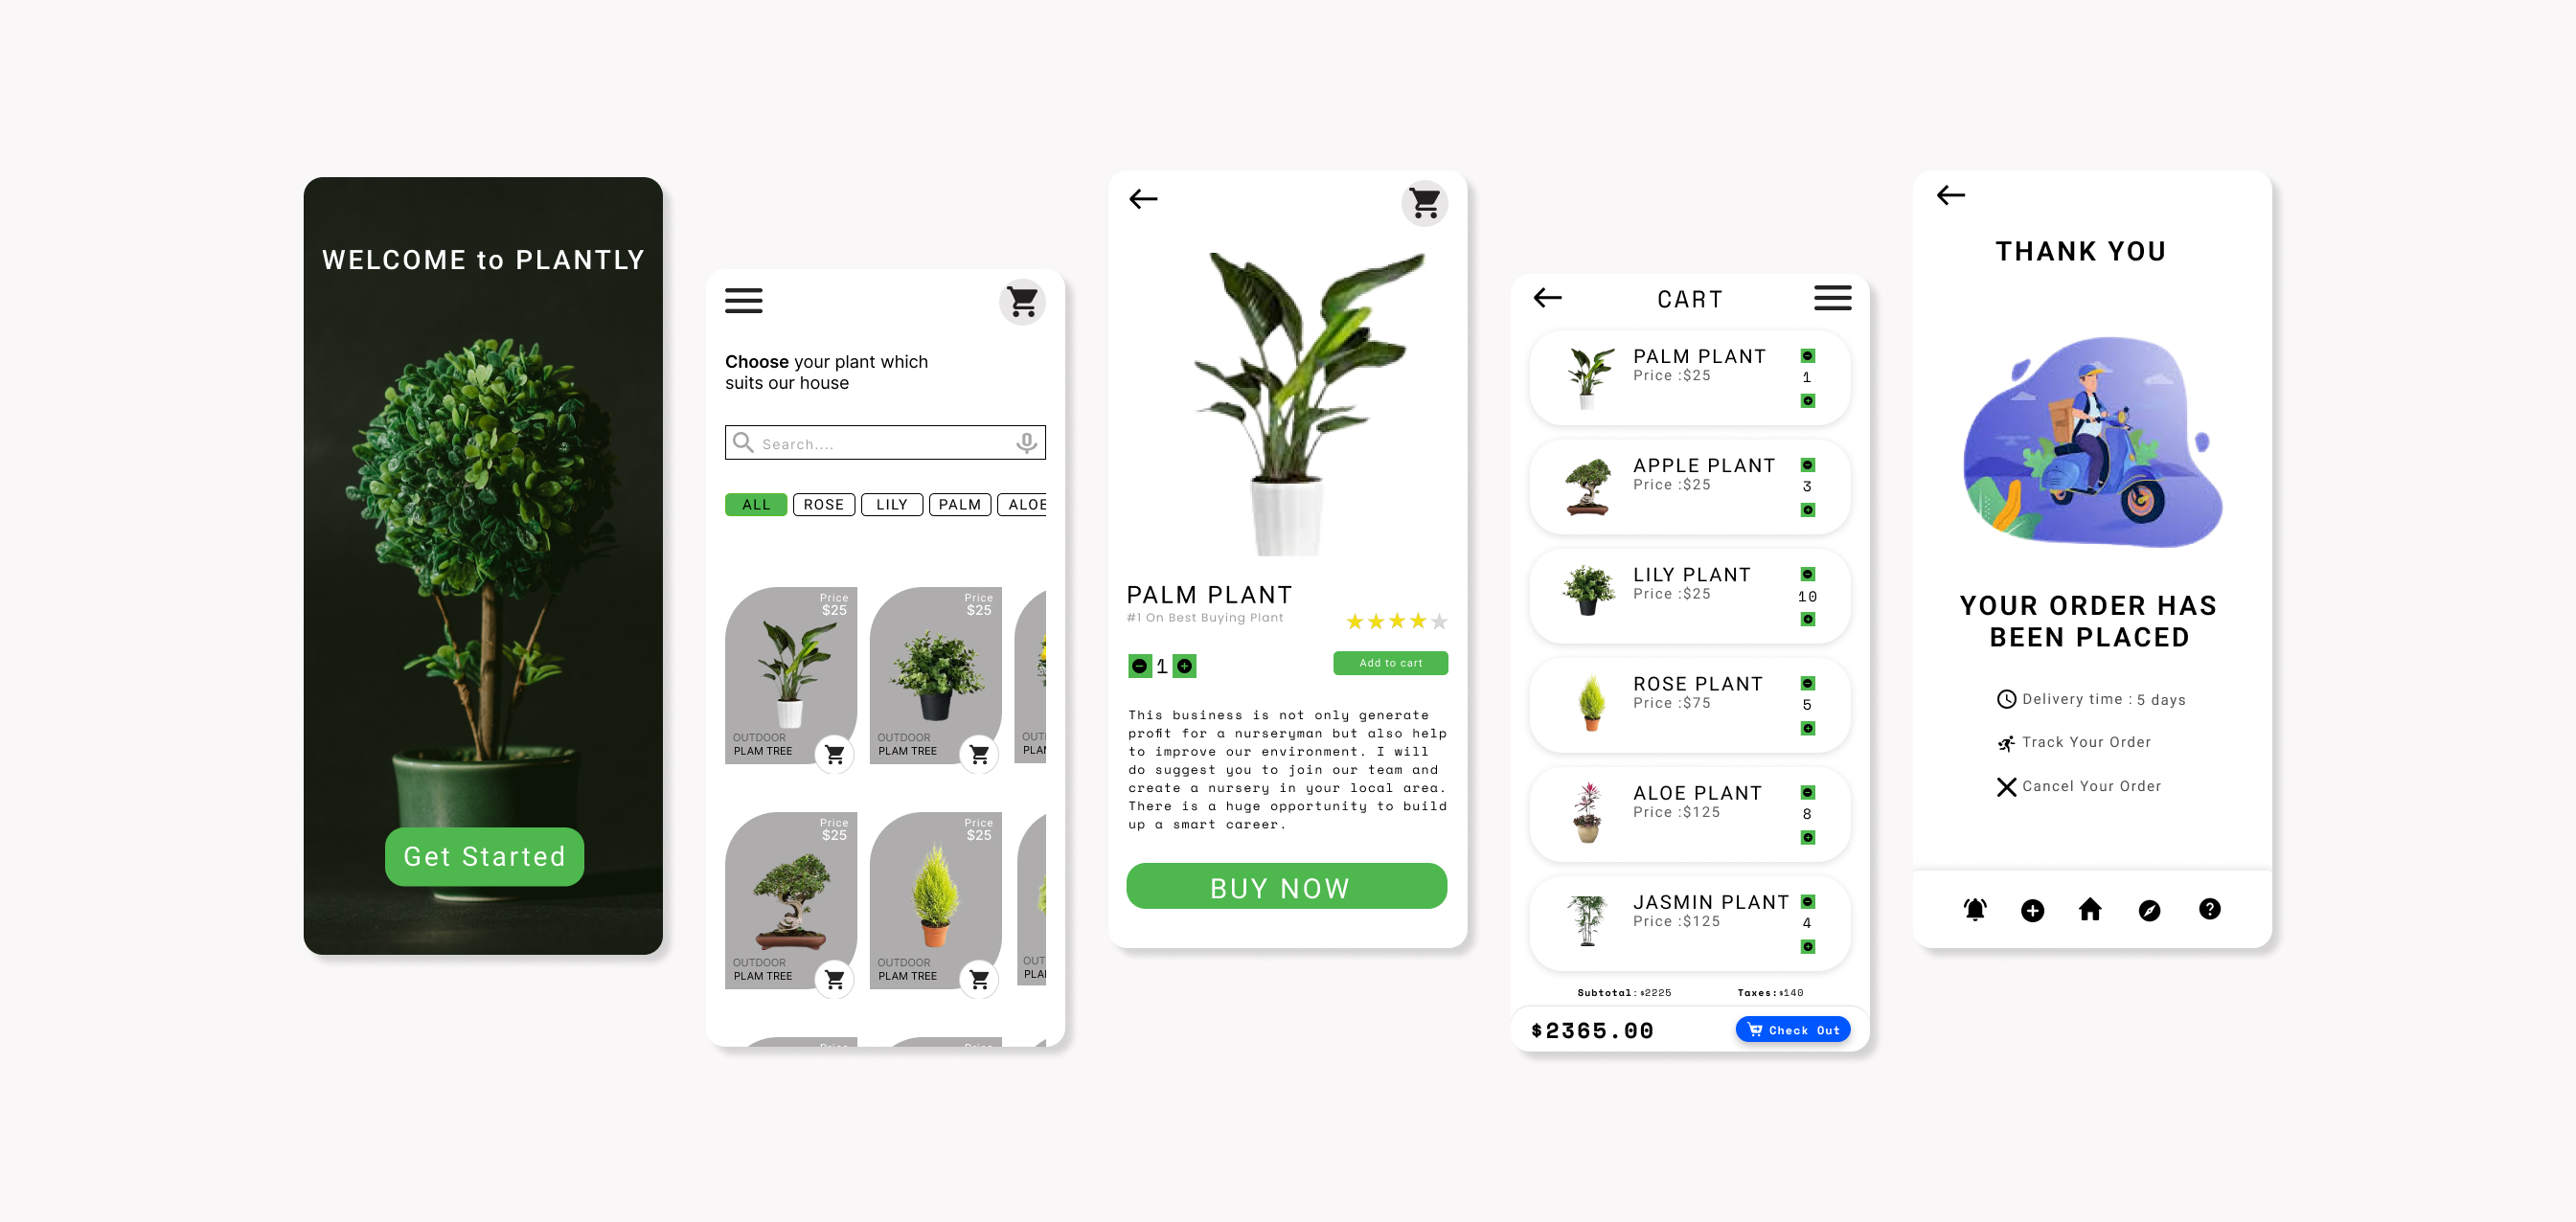 WELCOME to PLANTLY
Get Started
Choose your plant which
suits our house
Search....
ALL ROSE LILY PALM ALOE
Price Price
$25 $25
OUTDOOR OUTDOOR OUTD
PLAM TREE PLAM TREE PLAM
Price Price
$25 $25
OUTDOOR OUTDOOR OUT
PLAM TREE PLAM TREE PLA
Price Price
PALM PLANT
#1 On Best Buying Plant
1
Add to cart
This business is not only generate
profit for a nurseryman but also help
to improve our environment. I will
do suggest you to join our team and
create a nursery in your local area.
There is a huge opportunity to build
up a smart career.
BUY NOW
CART
PALM PLANT
Price :$25
1
APPLE PLANT
Price :$25
3
LILY PLANT
Price :$25
10
ROSE PLANT
Price :$75
5
ALOE PLANT
Price :$125
8
JASMIN PLANT
Price :$125
4
Subtotal:$2225 Taxes:$140
$2365.00
Check Out
THANK YOU
YOUR ORDER HAS
BEEN PLACED
Delivery time : 5 days
Track Your Order
Cancel Your Order